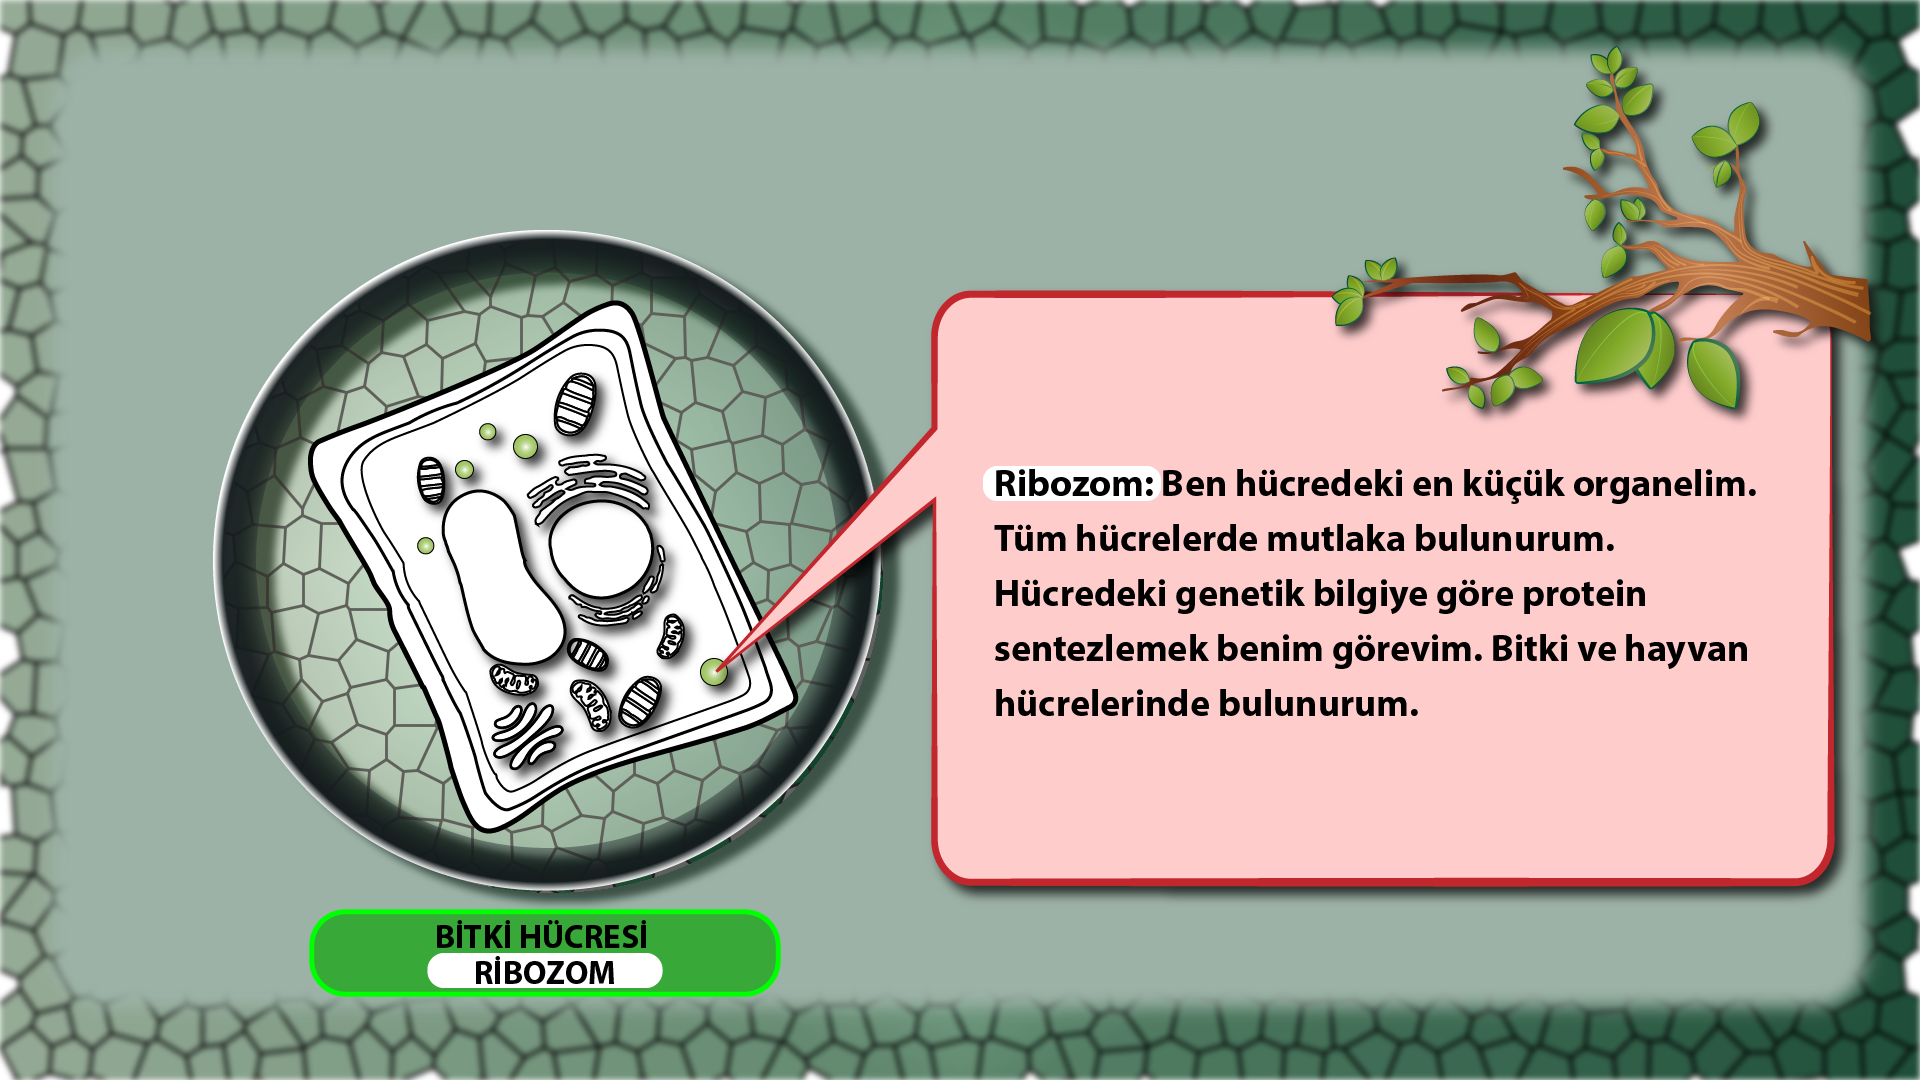 Ribozom: Ben hücredeki en küçük organelim.
Tüm hücrelerde mutlaka bulunurum.
Hücredeki genetik bilgiye göre protein
sentezlemek benim görevim. Bitki ve hayvan
hücrelerinde bulunurum.
BİTKİ HÜCRESİ
RİBOZOM